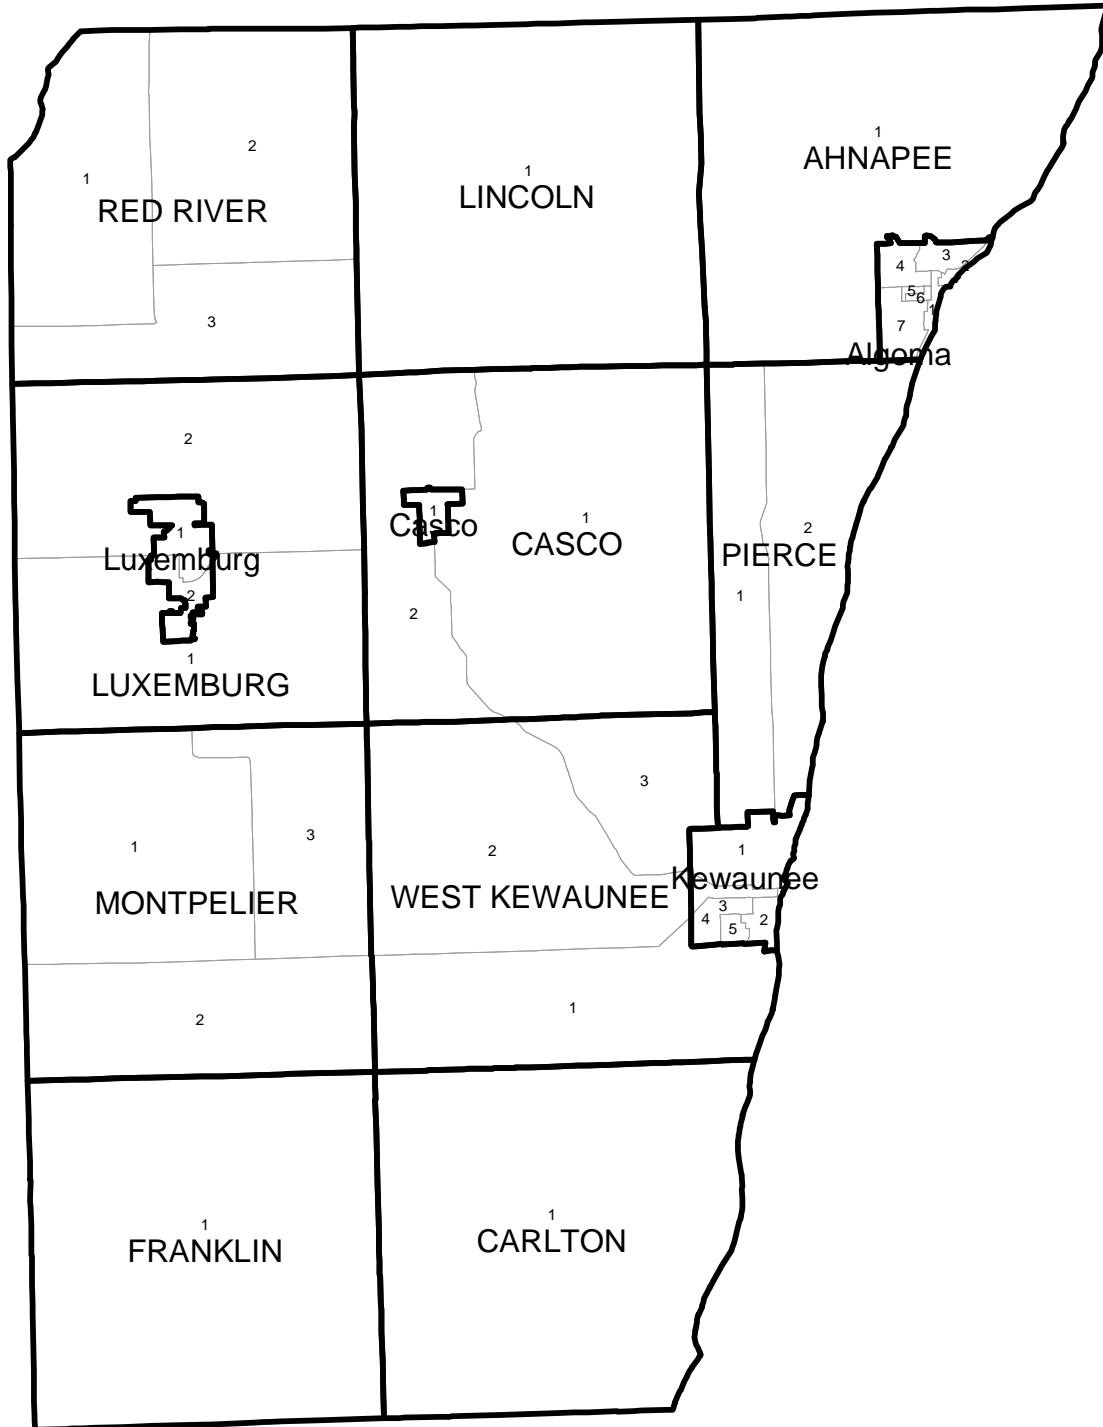 1
AHNAPEE
2
1
LINCOLN
1
RED RIVER
3
4
2
5
6
1
3
7
Algoma
2
1
Casco
1
CASCO
2
PIERCE
1
Luxemburg
2
1
2
1
LUXEMBURG
3
3
1
2
1
Kewaunee
WEST KEWAUNEE
MONTPELIER
3
4
2
5
1
2
1
CARLTON
1
FRANKLIN